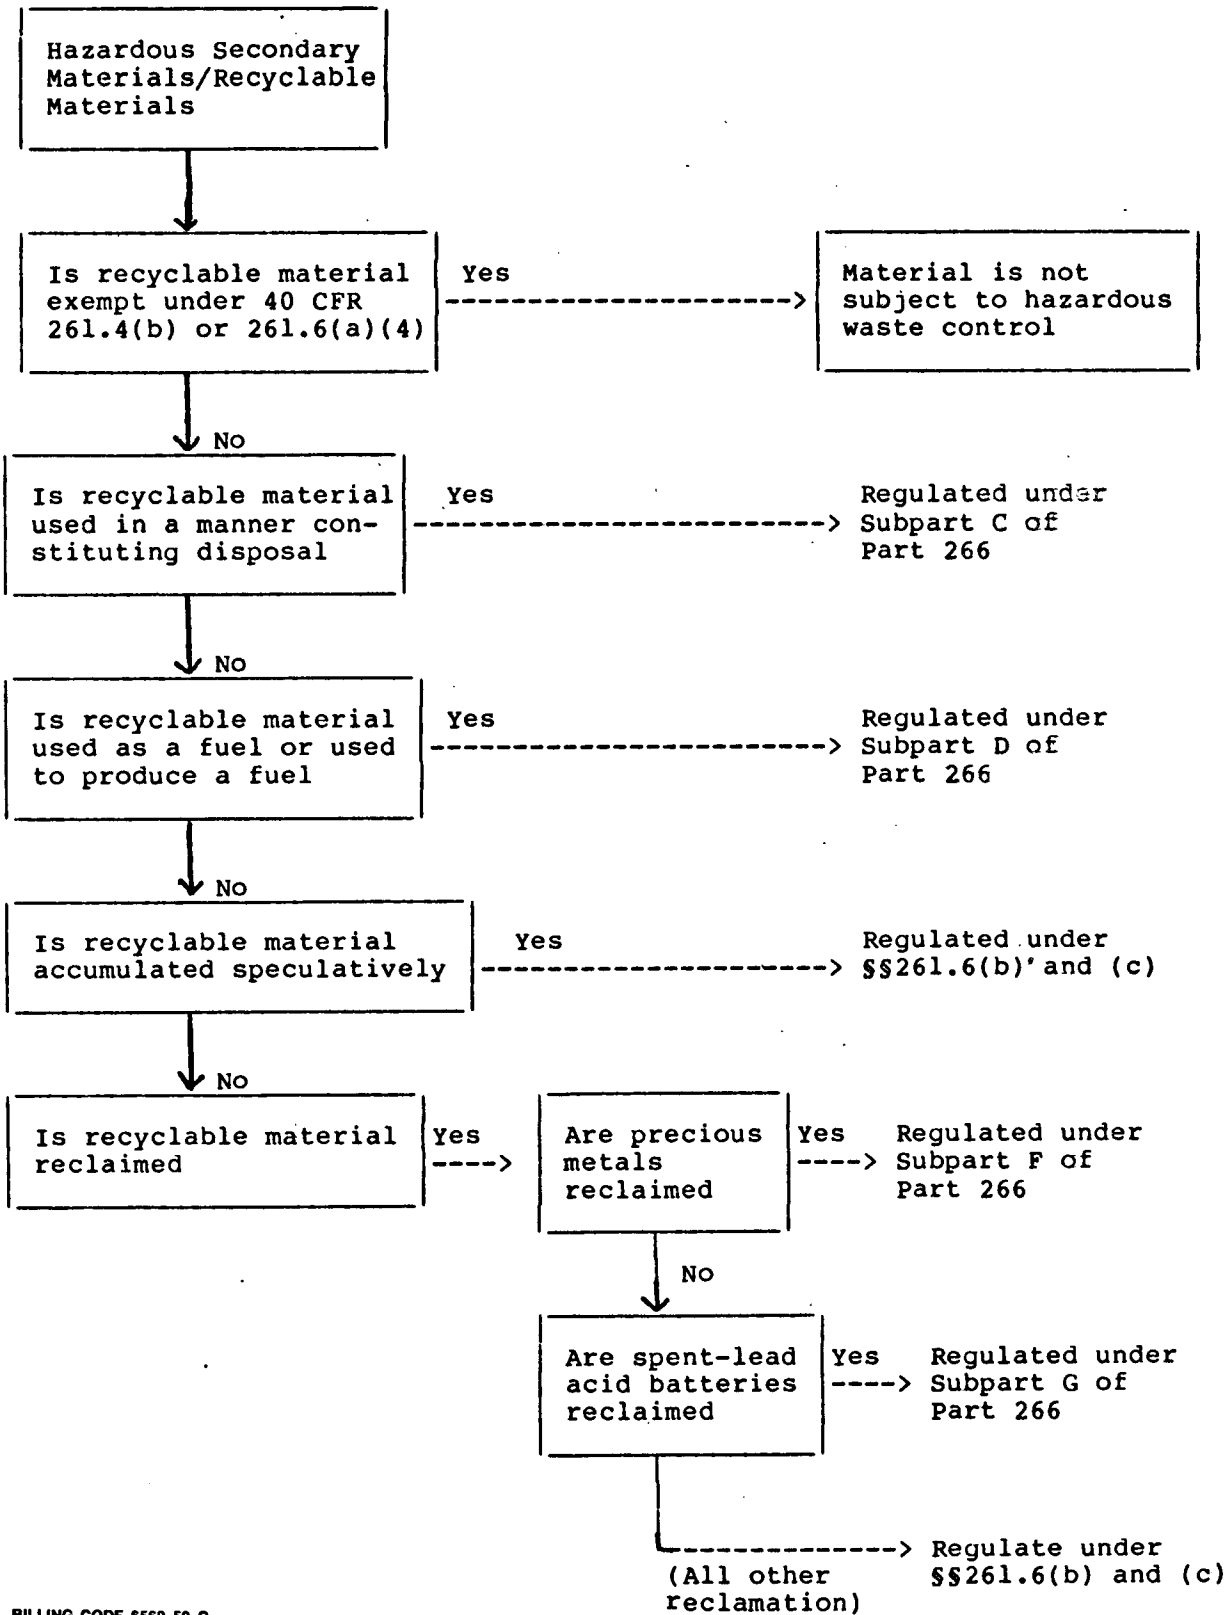 Hazardous Secondary
Materials/Recyclable
Materials
Is recyclable material
exempt under 40 CFR
261.4(b) or 261.6(a)(4)
Yes
Material is not
subject to hazardous
waste control
No
Is recyclable material
used in a manner con-
stituting disposal
Yes
Regulated under
Subpart C of
Part 266
No
Is recyclable material
used as a fuel or used
to produce a fuel
Yes
Regulated under
Subpart D of
Part 266
No
Is recyclable material
accumulated speculatively
Yes
Regulated under
§§261.6(b) and (c)
No
Is recyclable material
reclaimed
Yes
Are precious
metals
reclaimed
Yes
Regulated under
Subpart F of
Part 266
No
Are spent-lead
acid batteries
reclaimed
Yes
Regulated under
Subpart G of
Part 266
(All other
reclamation)
Regulate under
§§261.6(b) and (c)
BILLING CODE 6560-50-C